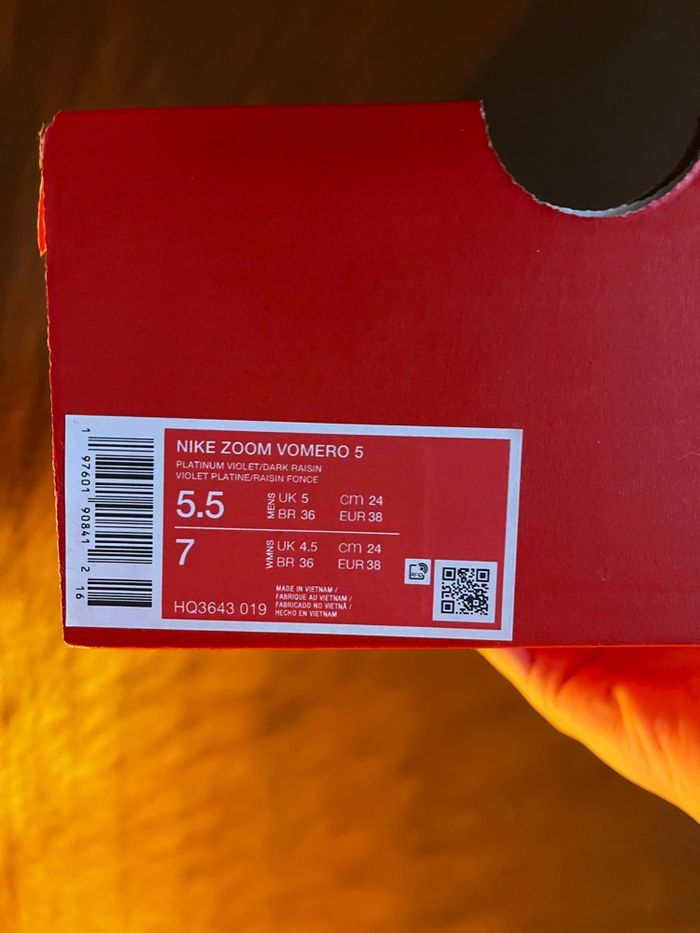 1 97601 90841 2 16
NIKE ZOOM VOMERO 5
PLATINUM VIOLET/DARK RAISIN
VIOLET PLATINE/RAISIN FONCE
5.5 MENS UK 5 cm 24
BR 36 EUR 38
7 WMNS UK 4.5 cm 24
BR 36 EUR 38
RFID
HQ3643 019
MADE IN VIETNAM /
FABRIQUE AU VIETNAM /
FABRICADO NO VIETNÃ /
HECHO EN VIETNAM